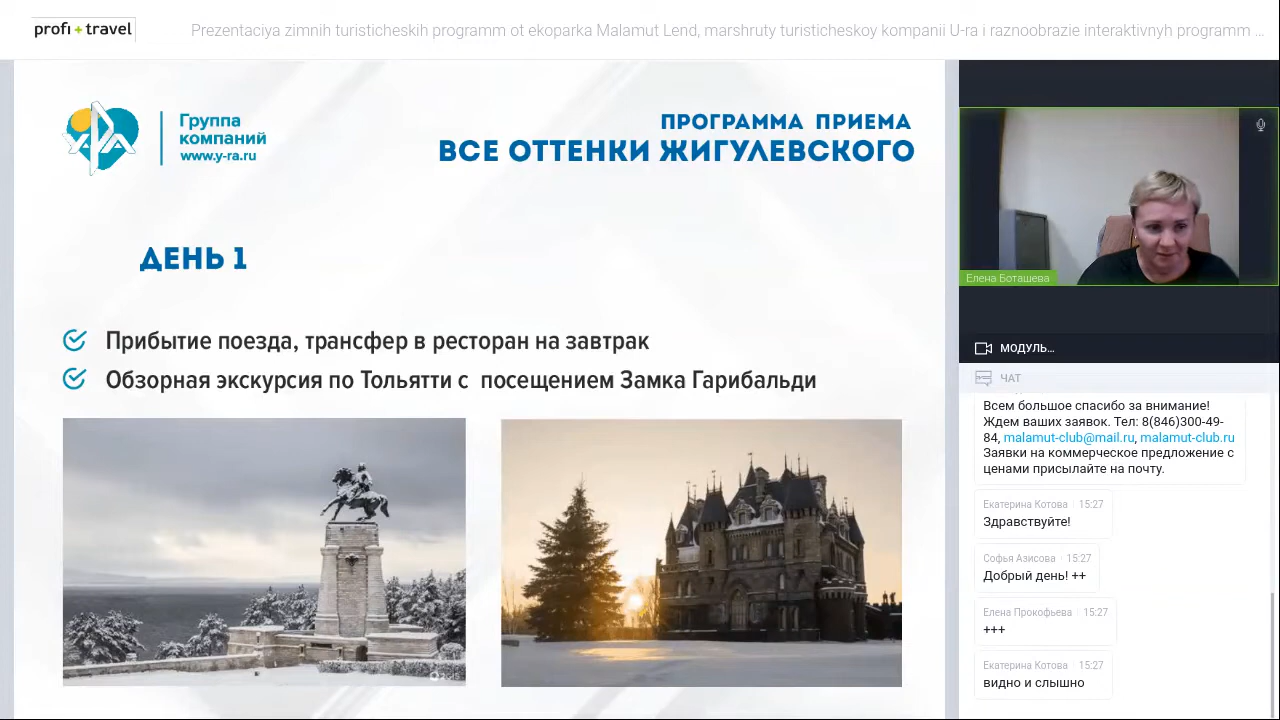 profi + travel
Prezentaciya zimnih turisticheskih programm ot ekoparka Malamut Lend, marshruty turisticheskoy kompanii U-ra i raznoobrazie interaktivnyh programm ...
УРА
Группа
компаний
www.y-ra.ru
ПРОГРАММА ПРИЕМА
ВСЕ ОТТЕНКИ ЖИГУЛЕВСКОГО
ДЕНЬ 1
Прибытие поезда, трансфер в ресторан на завтрак
Обзорная экскурсия по Тольятти с посещением Замка Гарибальди
Елена Боташева
МОДУЛЬ...
ЧАТ
Всем большое спасибо за внимание!
Ждем ваших заявок. Тел: 8(846)300-49-
84, malamut-club@mail.ru, malamut-club.ru
Заявки на коммерческое предложение с
ценами присылайте на почту.
Екатерина Котова 15:27
Здравствуйте!
Софья Азисова 15:27
Добрый день! ++
Елена Прокофьева 15:27
+++
Екатерина Котова 15:27
видно и слышно